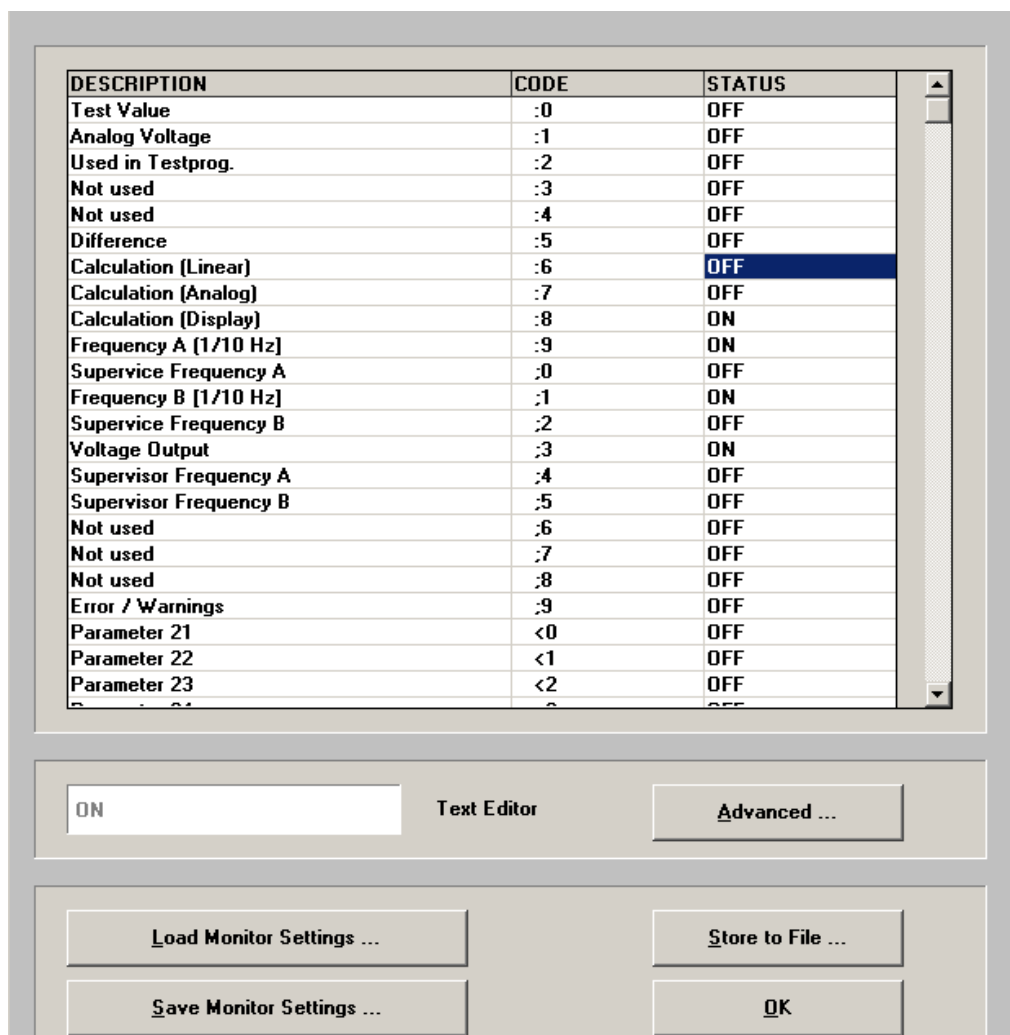 DESCRIPTION CODE STATUS
Test Value :0 OFF
Analog Voltage :1 OFF
Used in Testprog. :2 OFF
Not used :3 OFF
Not used :4 OFF
Difference :5 OFF
Calculation (Linear) :6 OFF
Calculation (Analog) :7 OFF
Calculation (Display) :8 ON
Frequency A [1/10 Hz] :9 ON
Supervice Frequency A ;0 OFF
Frequency B [1/10 Hz] ;1 ON
Supervice Frequency B ;2 OFF
Voltage Output ;3 ON
Supervisor Frequency A ;4 OFF
Supervisor Frequency B ;5 OFF
Not used ;6 OFF
Not used ;7 OFF
Not used ;8 OFF
Error / Warnings ;9 OFF
Parameter 21 <0 OFF
Parameter 22 <1 OFF
Parameter 23 <2 OFF
ON Text Editor Advanced ...
Load Monitor Settings ... Store to File ...
Save Monitor Settings ... OK